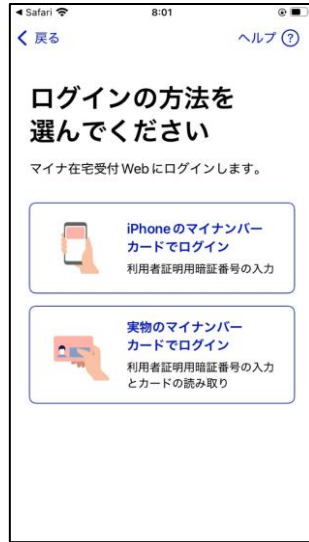 Safari 8:01
戻る ヘルプ ?
ログインの方法を
選んでください
マイナ在宅受付Webにログインします。
iPhoneのマイナンバー
カードでログイン
利用者証明用暗証番号の入力
実物のマイナンバー
カードでログイン
利用者証明用暗証番号の入力
とカードの読み取り